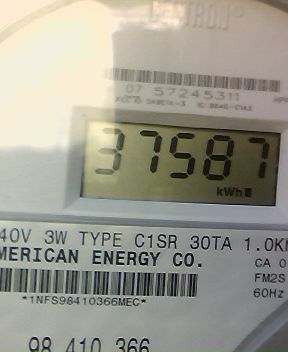 CENTRON®
07 57245311
37587
kWh
40V 3W TYPE C1SR 30TA 1.0K
MERICAN ENERGY CO.
CA 0
FM2S
60Hz
*1NFS98410366MEC*
98 410 366